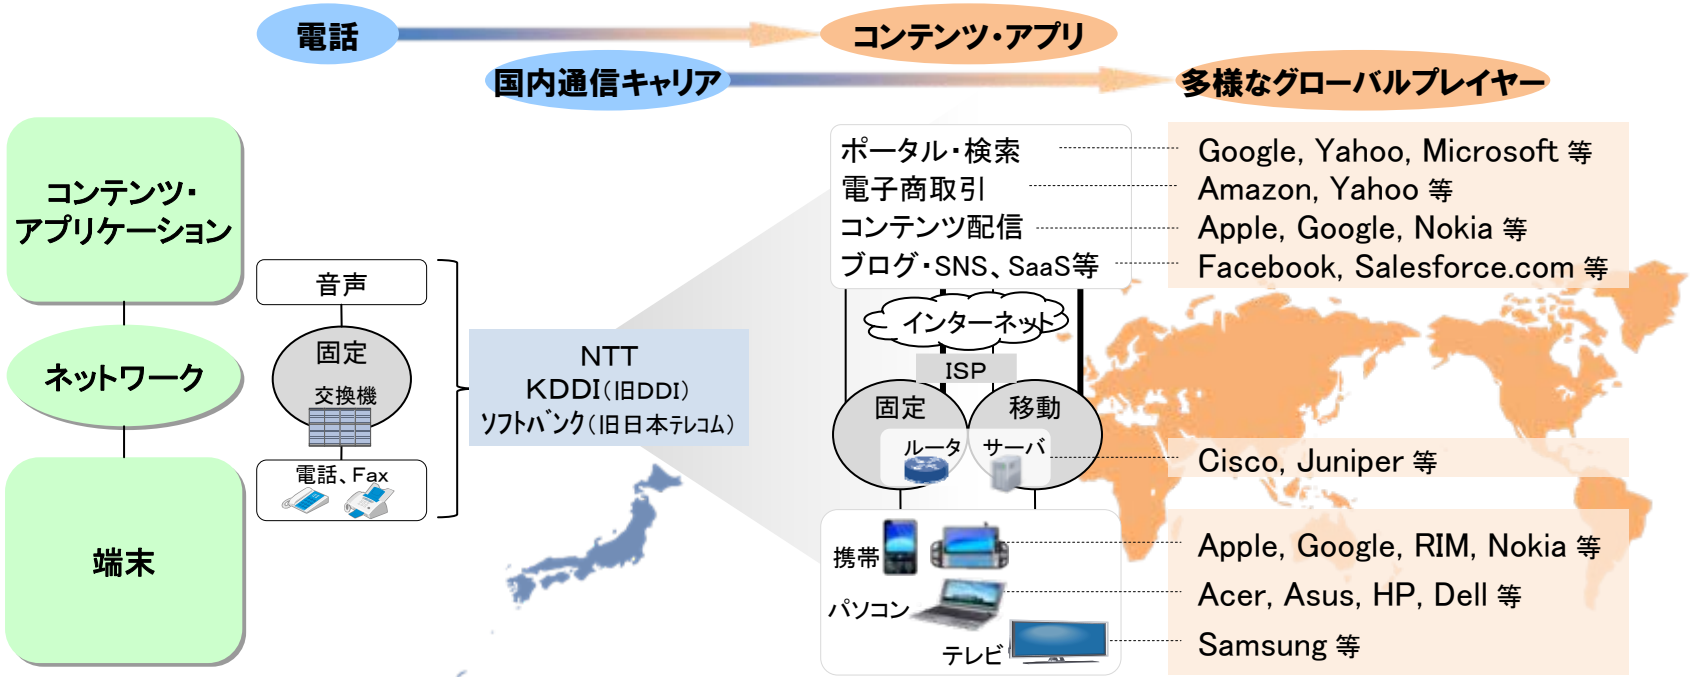 電話
コンテンツ・アプリ
国内通信キャリア
多様なグローバルプレイヤー
コンテンツ・
アプリケーション
ネットワーク
端末
音声
固定
交換機
電話、Fax
NTT
KDDI(旧DDI)
ソフトバンク(旧日本テレコム)
ポータル・検索
電子商取引
コンテンツ配信
ブログ・SNS、SaaS等
インターネット
ISP
固定
移動
ルータ
サーバ
携帯
パソコン
テレビ
Google, Yahoo, Microsoft 等
Amazon, Yahoo 等
Apple, Google, Nokia 等
Facebook, Salesforce.com 等
Cisco, Juniper 等
Apple, Google, RIM, Nokia 等
Acer, Asus, HP, Dell 等
Samsung 等